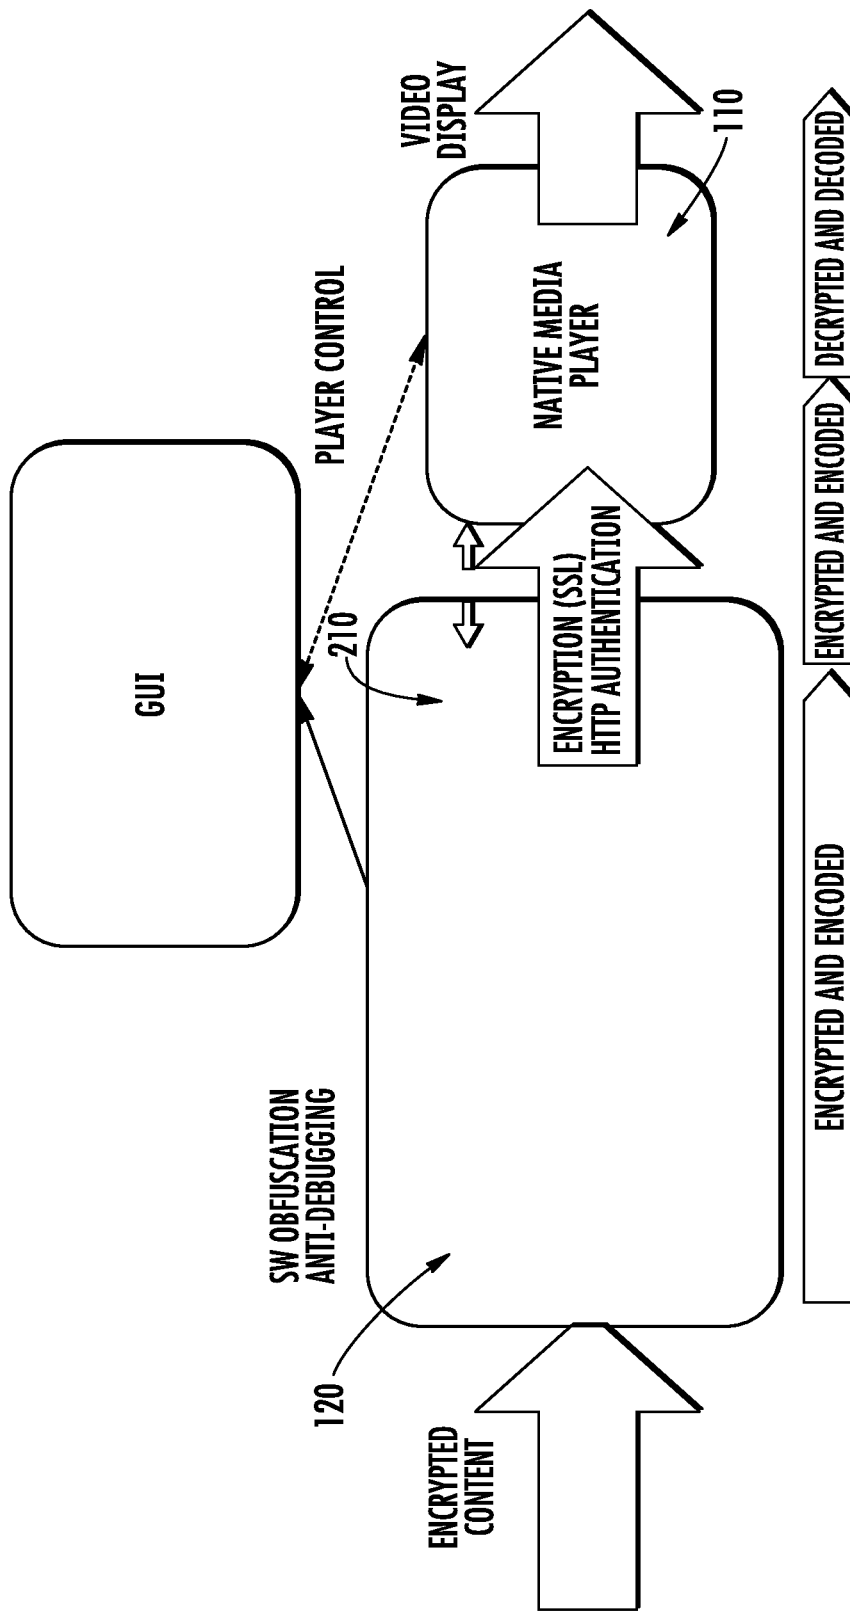 GUI
PLAYER CONTROL
VIDEO
DISPLAY
SW OBFUSCATION
ANTI-DEBUGGING
120
210
NATIVE MEDIA
PLAYER
110
ENCRYPTED
CONTENT
ENCRYPTION (SSL)
HTTP AUTHENTICATION
ENCRYPTED AND ENCODED
ENCRYPTED AND ENCODED
DECRYPTED AND DECODED